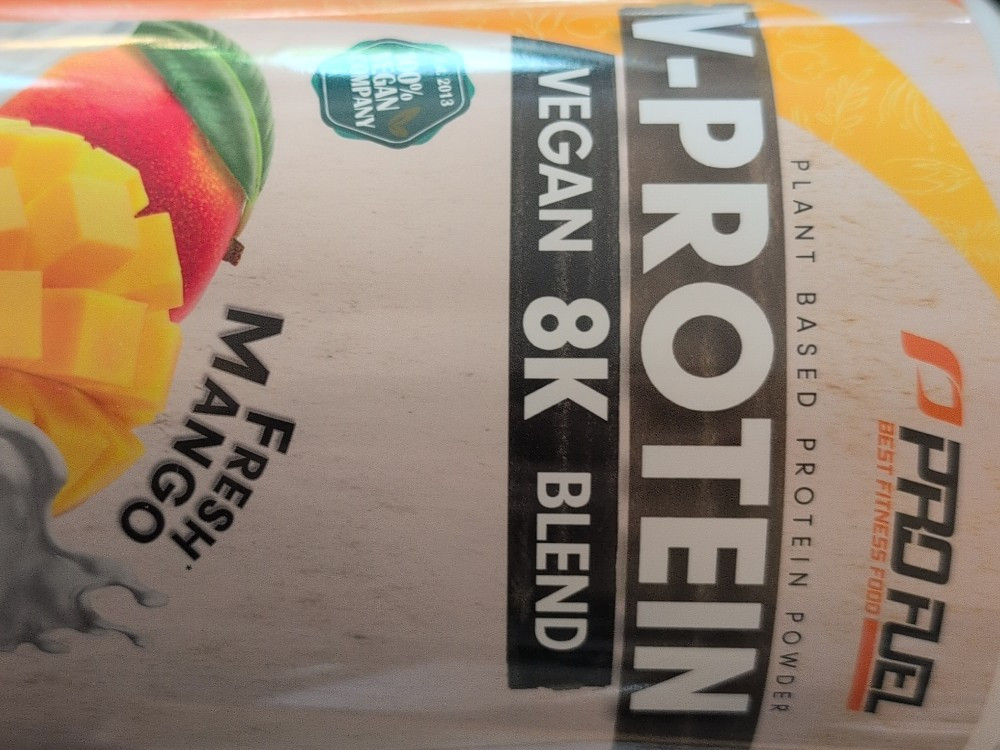 PRO FUEL
BEST FITNESS FOOD
PLANT BASED PROTEIN POWDER
V-PROTEIN
VEGAN 8K BLEND
2013
VEGAN
COMPANY
FRESH
MANGO